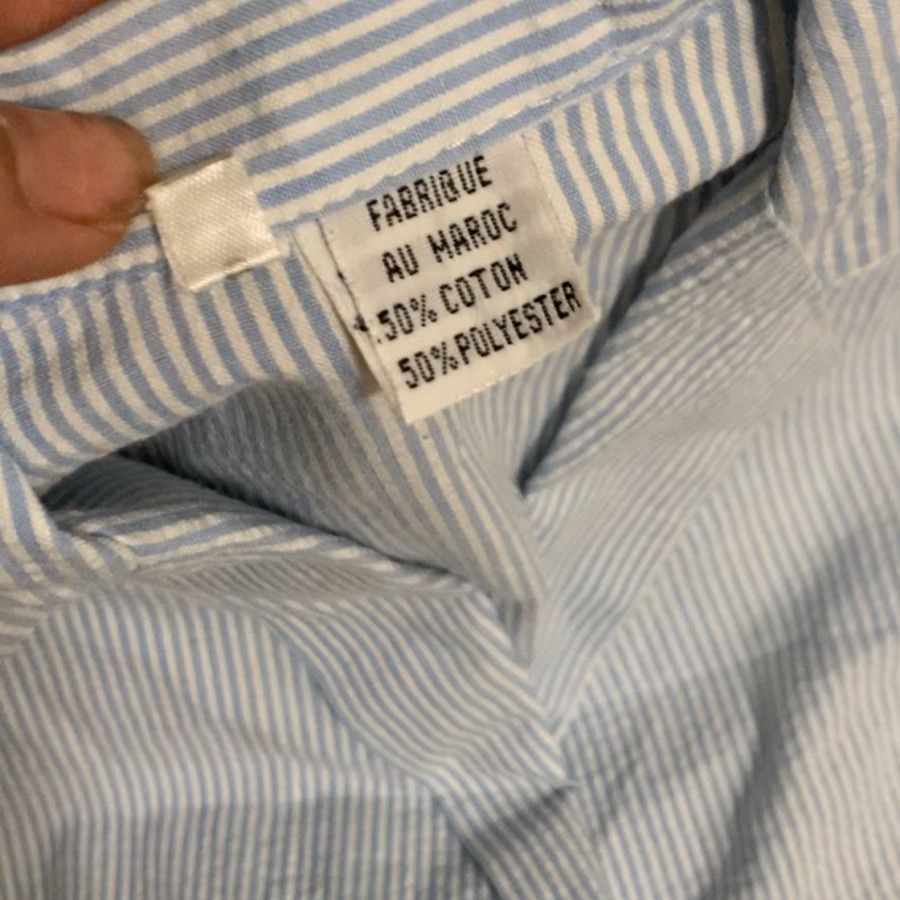 FABRIQUE
AU MAROC
50% COTON
50% POLYESTER